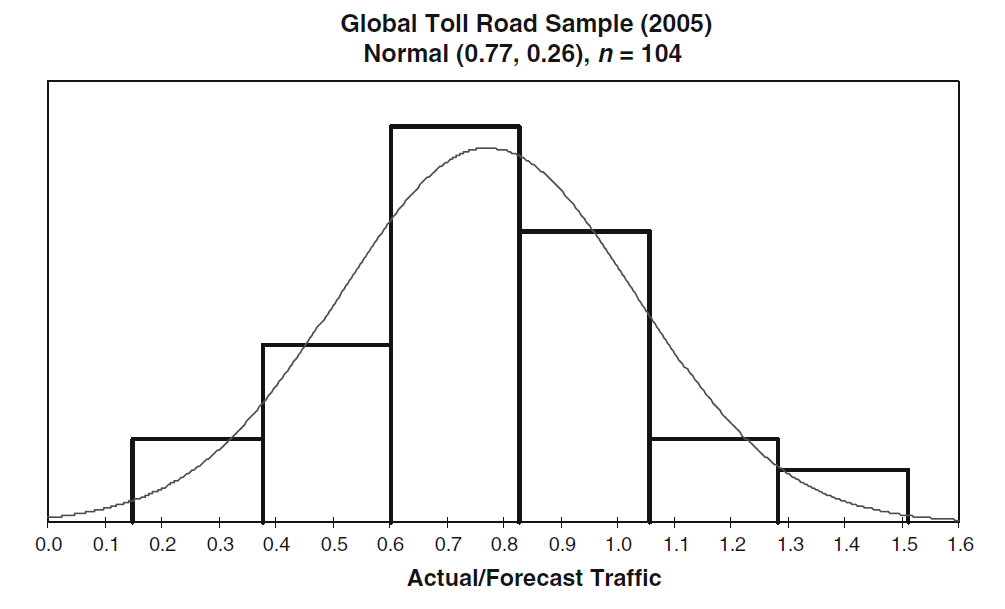 Global Toll Road Sample (2005)
Normal (0.77, 0.26), n = 104
0.0 0.1 0.2 0.3 0.4 0.5 0.6 0.7 0.8 0.9 1.0 1.1 1.2 1.3 1.4 1.5 1.6
Actual/Forecast Traffic